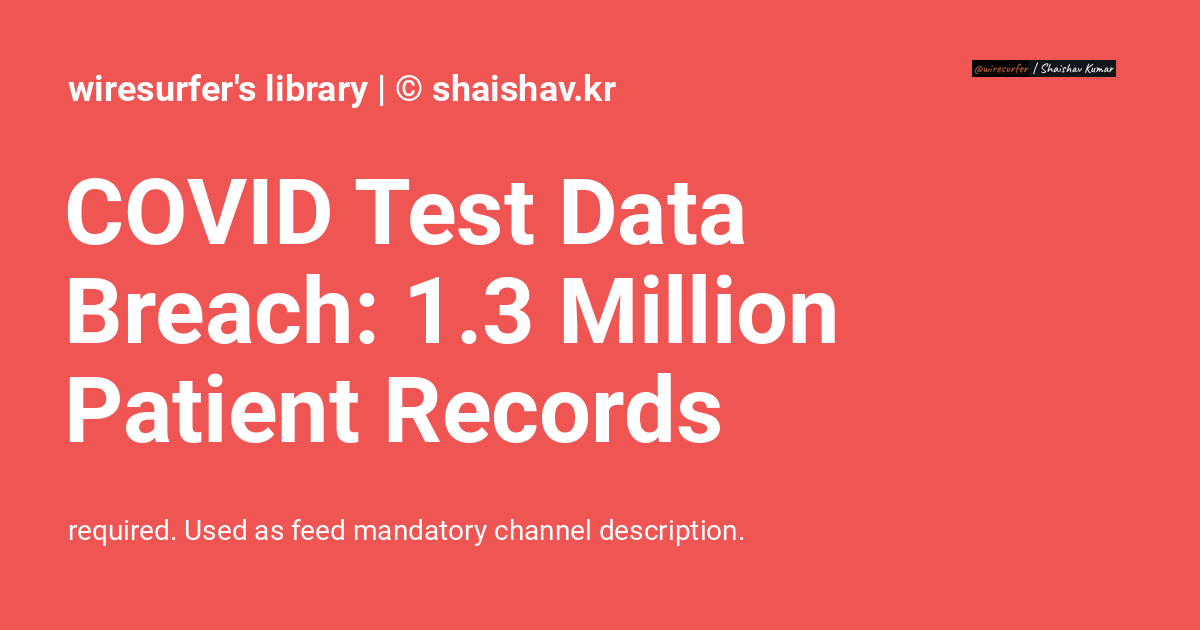 wiresurfer's library | © shaishav.kr
@wiresurfer | Shaishav Kumar
COVID Test Data
Breach: 1.3 Million
Patient Records
required. Used as feed mandatory channel description.